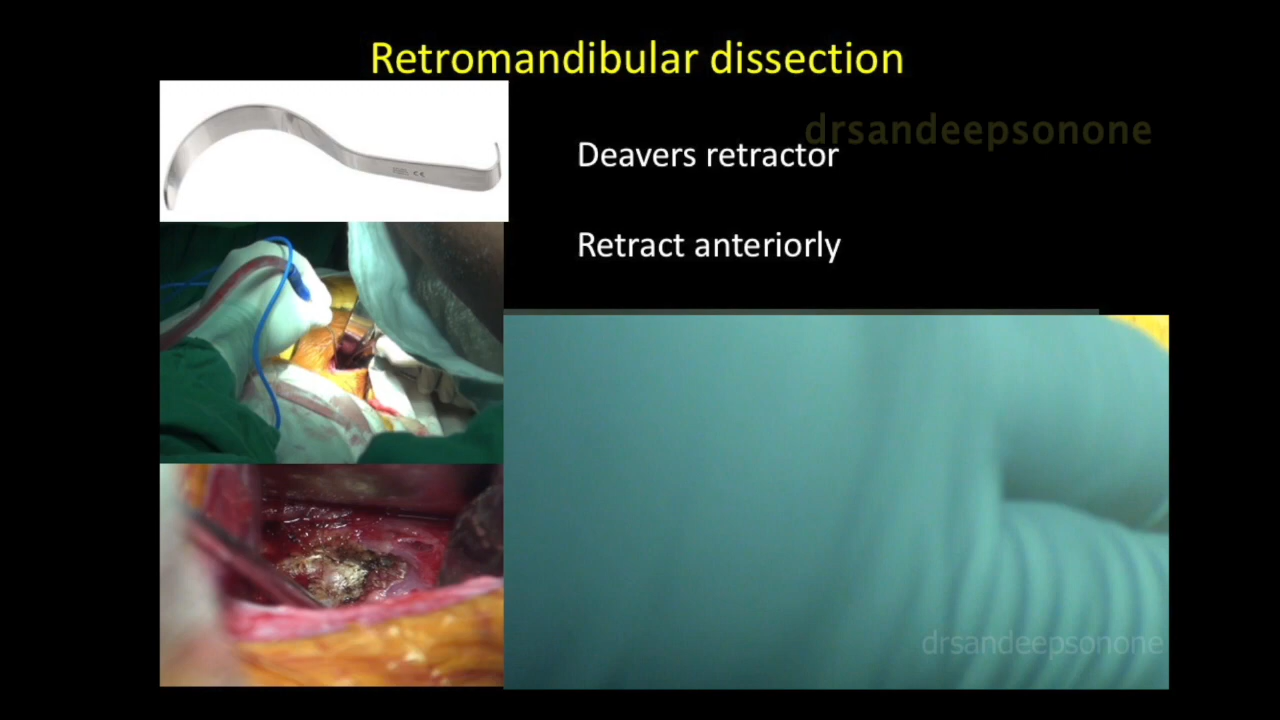 Retromandibular dissection
drsandeepsonone
Deavers retractor
Retract anteriorly
drsandeepsonone